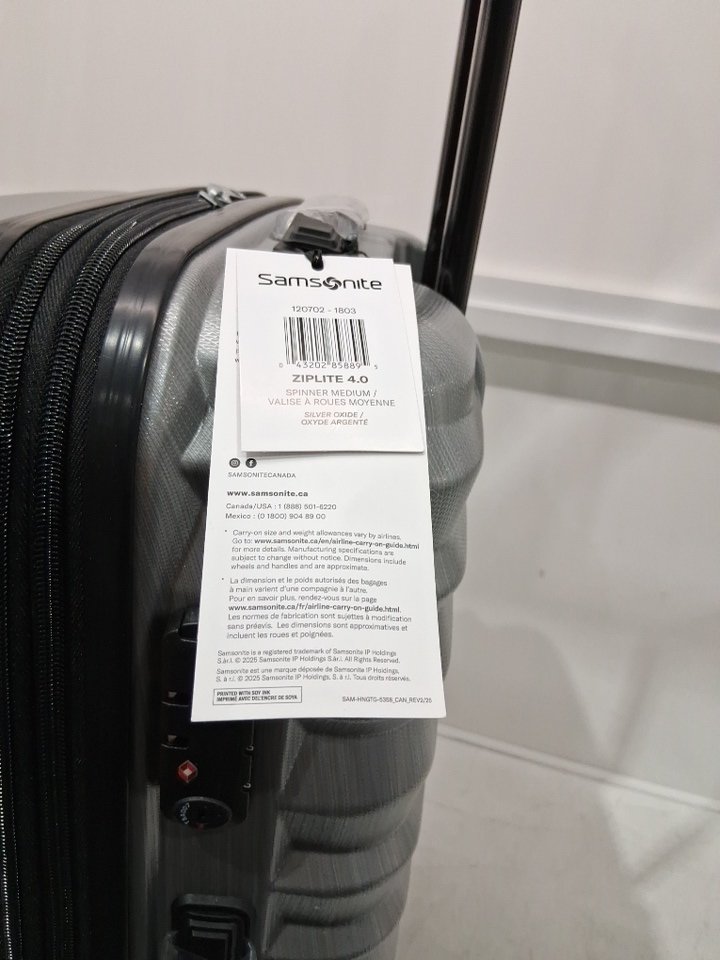 Samsonite
120702 - 1803
0 43202 85889 5
ZIPLITE 4.0
SPINNER MEDIUM /
VALISE À ROUES MOYENNE
SILVER OXIDE /
OXYDE ARGENTÉ
SAMSONITECANADA
www.samsonite.ca
Canada/USA : 1 (888) 501-6220
Mexico : (0 1800) 904 89 00
* Carry-on size and weight allowances vary by airlines.
Go to: www.samsonite.ca/en/airline-carry-on-guide.html
for more details. Manufacturing specifications are
subject to change without notice. Dimensions include
wheels and handles and are approximate.
* La dimension et le poids autorisés des bagages
à main varient d'une compagnie à l'autre.
Pour en savoir plus, rendez-vous sur la page
www.samsonite.ca/fr/airline-carry-on-guide.html.
Les normes de fabrication sont sujettes à modification
sans préavis. Les dimensions sont approximatives et
incluent les roues et poignées.
Samsonite is a registered trademark of Samsonite IP Holdings
S.àr.l. © 2025 Samsonite IP Holdings S.àr.l. All Rights Reserved.
Samsonite est une marque déposée de Samsonite IP Holdings,
S. à r.l. © 2025 Samsonite IP Holdings, S. à r.l. Tous droits réservés.
PRINTED WITH SOY INK
IMPRIMÉ AVEC DE L'ENCRE DE SOYA
SAM-HNGTG-5358_CAN_REV2/25